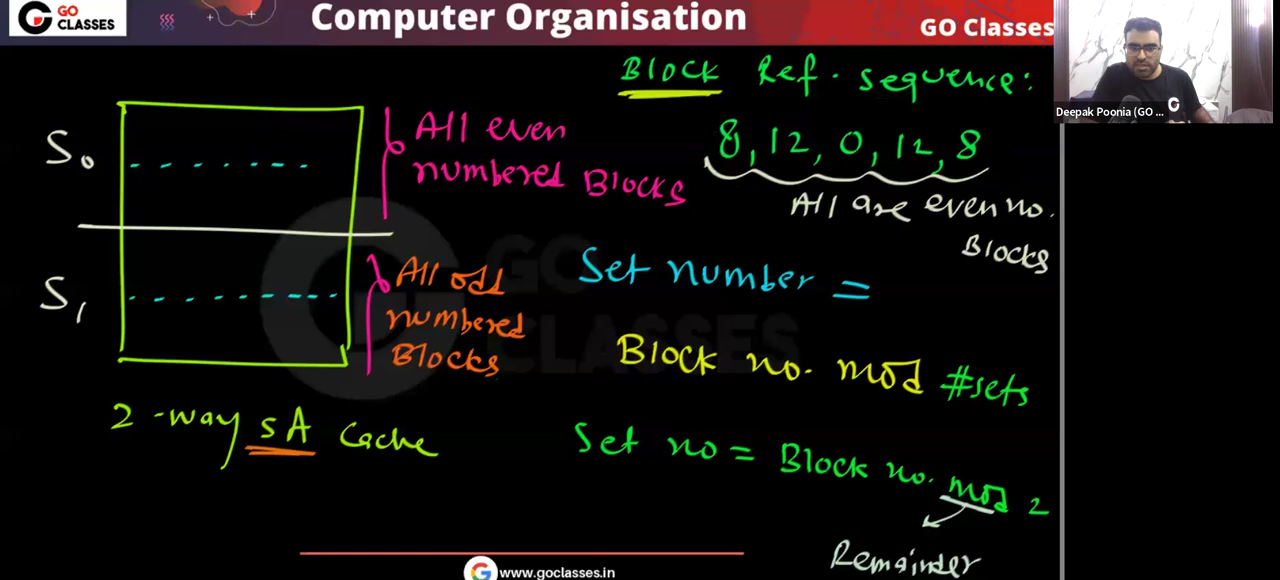 GO
CLASSES
Computer Organisation
GO Classes
Deepak Poonia (GO ...
Block Ref. sequence:
8, 12, 0, 12, 8
All are even no.
Blocks
S0
All even
numbered Blocks
S1
All odd
numbered
Blocks
Set number =
Block no. mod #sets
2-way SA Cache
Set no = Block no. mod 2
Remainder
GO
CLASSES
www.goclasses.in